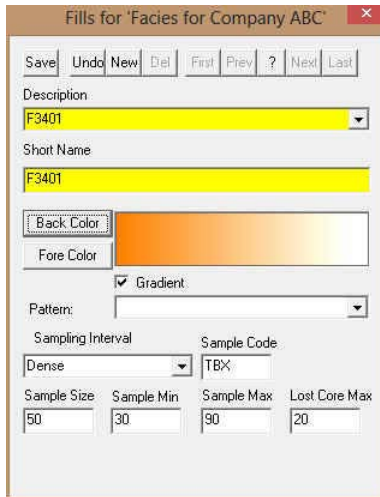 Fills for 'Facies for Company ABC'
Save Undo New Del First Prev ? Next Last
Description
F3401
Short Name
F3401
Back Color
Fore Color
Gradient
Pattern:
Sampling Interval Sample Code
Dense TBX
Sample Size Sample Min Sample Max Lost Core Max
50 30 90 20